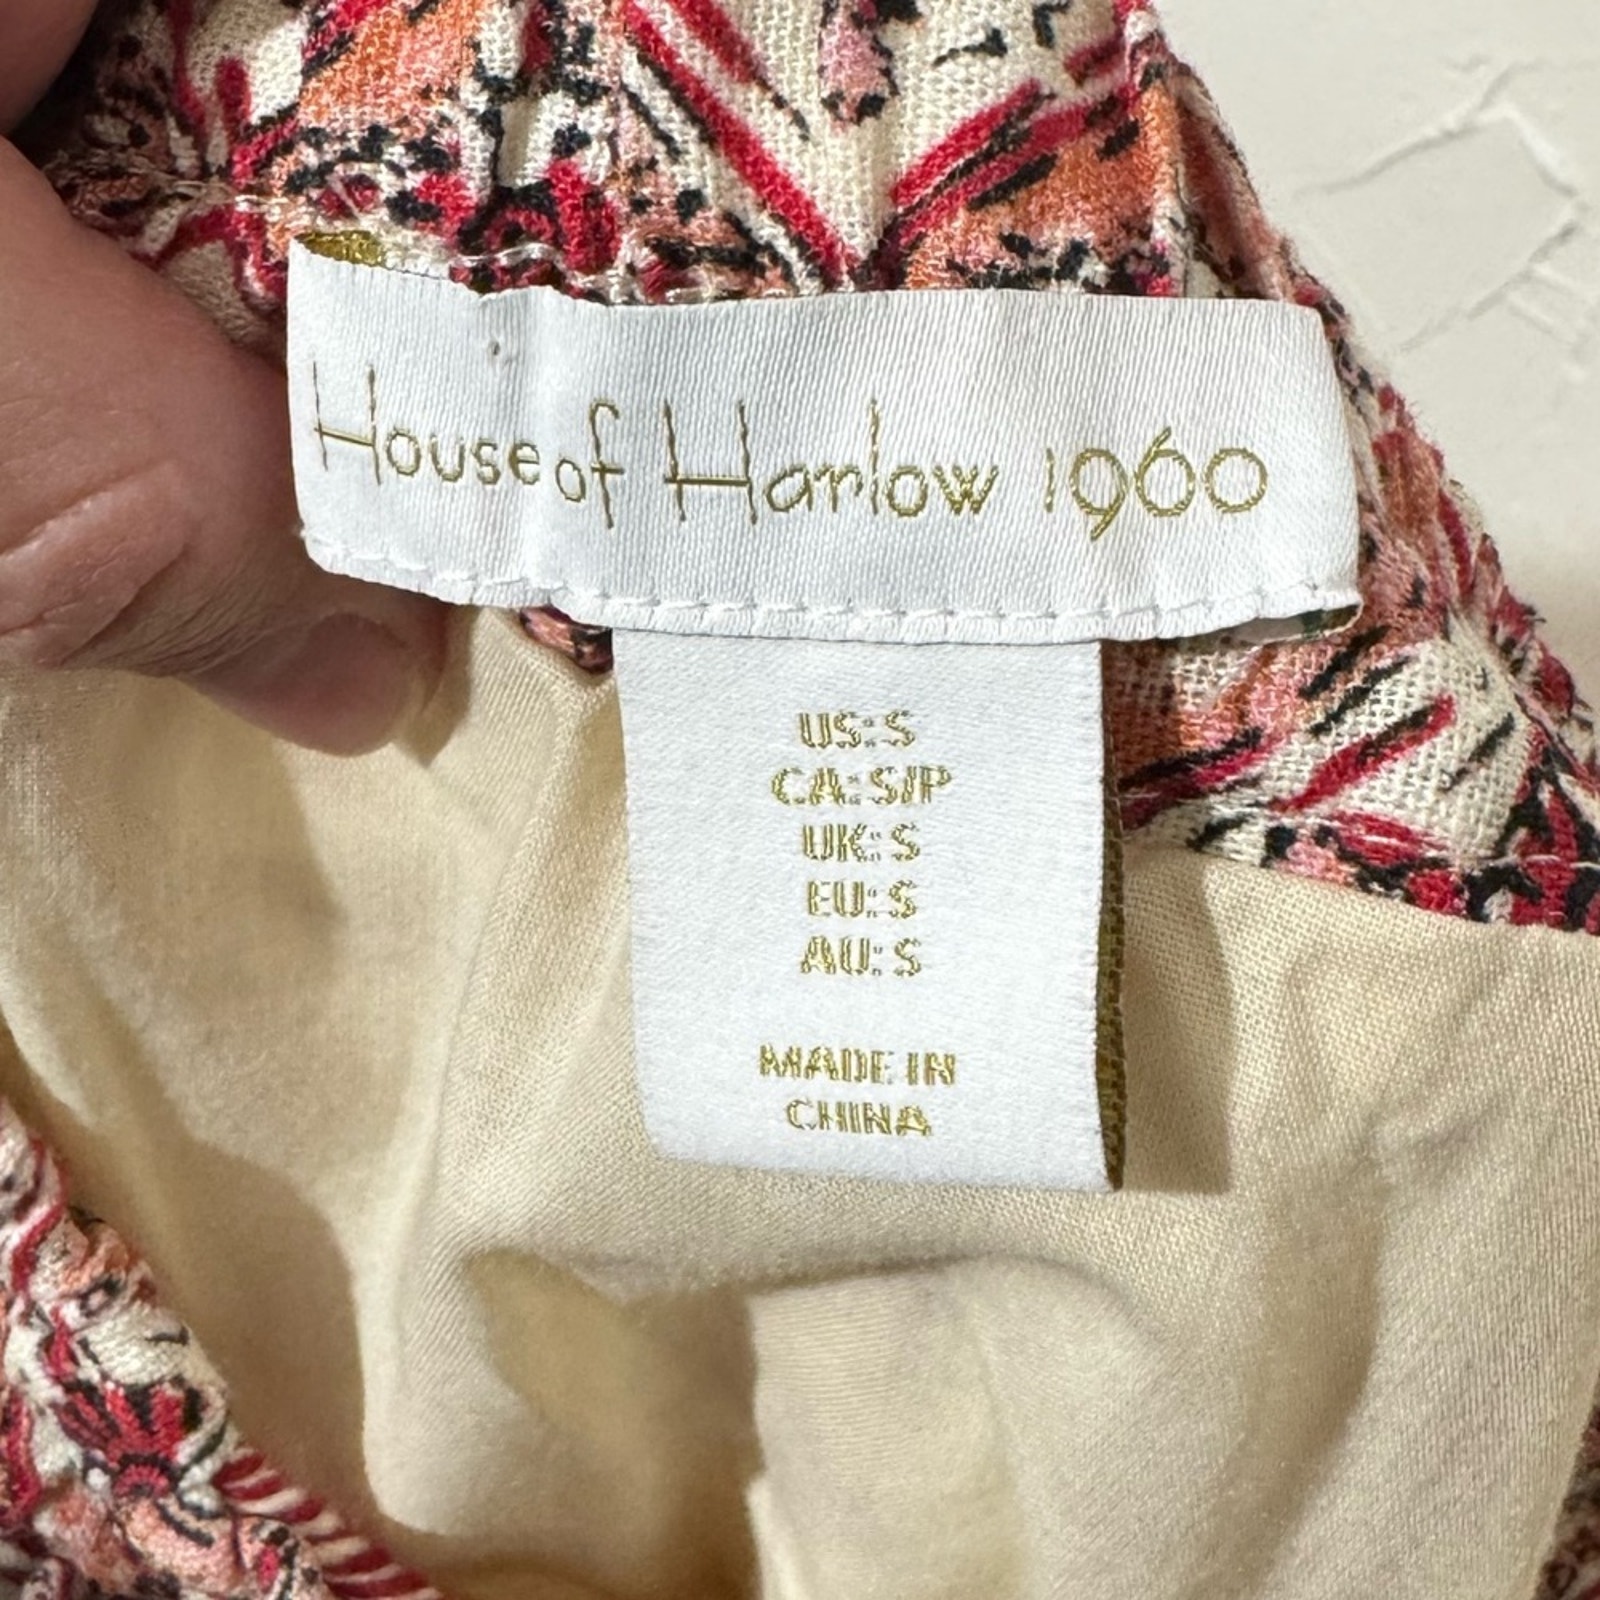 House of Harlow 1960
US:S
CA:S/P
UK:S
EU:S
AU:S
MADE IN
CHINA